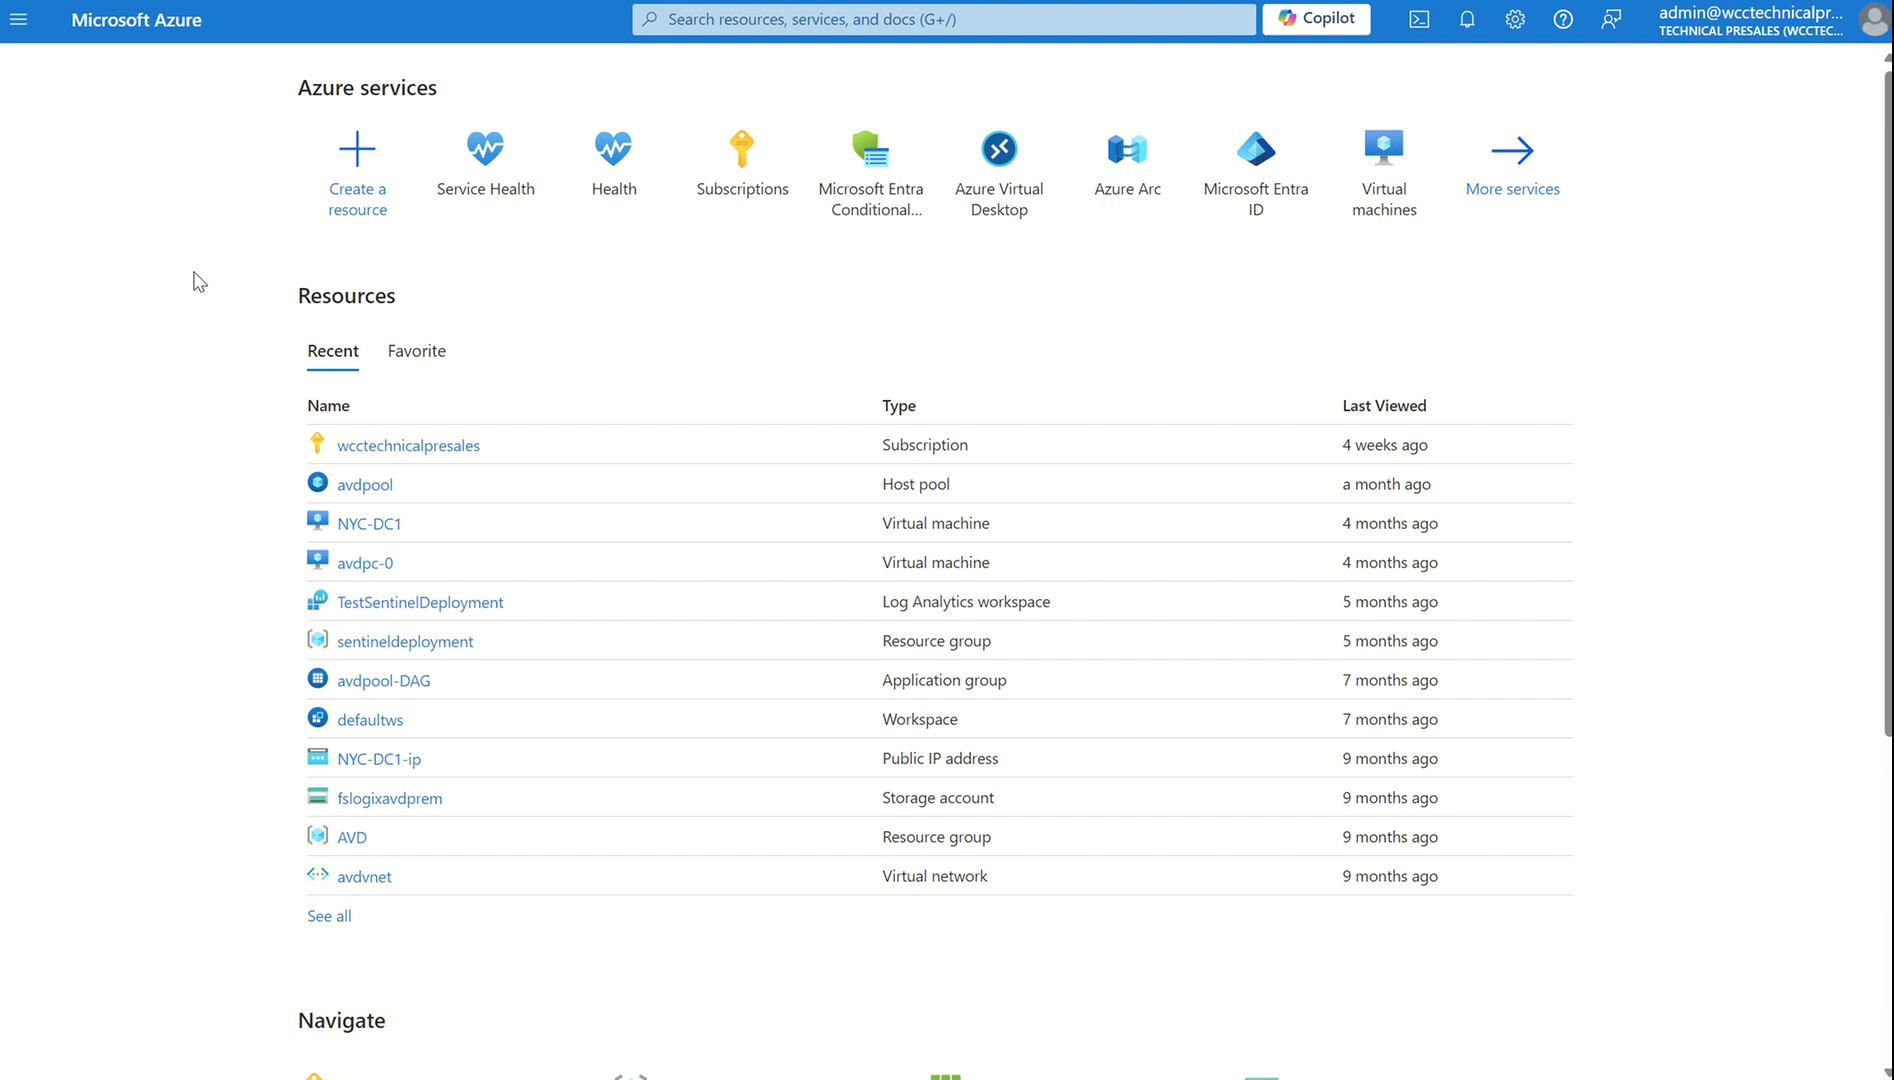 Microsoft Azure
Search resources, services, and docs (G+/)
Copilot
admin@wcctechnicalpr...
TECHNICAL PRESALES (WCCTEC...
Azure services
Create a
resource
Service Health
Health
Subscriptions
Microsoft Entra
Conditional...
Azure Virtual
Desktop
Azure Arc
Microsoft Entra
ID
Virtual
machines
More services
Resources
Recent Favorite
Name Type Last Viewed
wcctechnicalpresales Subscription 4 weeks ago
avdpool Host pool a month ago
NYC-DC1 Virtual machine 4 months ago
avdpc-0 Virtual machine 4 months ago
TestSentinelDeployment Log Analytics workspace 5 months ago
sentineldeployment Resource group 5 months ago
avdpool-DAG Application group 7 months ago
defaultws Workspace 7 months ago
NYC-DC1-ip Public IP address 9 months ago
fslogixavdprem Storage account 9 months ago
AVD Resource group 9 months ago
avdvnet Virtual network 9 months ago
See all
Navigate